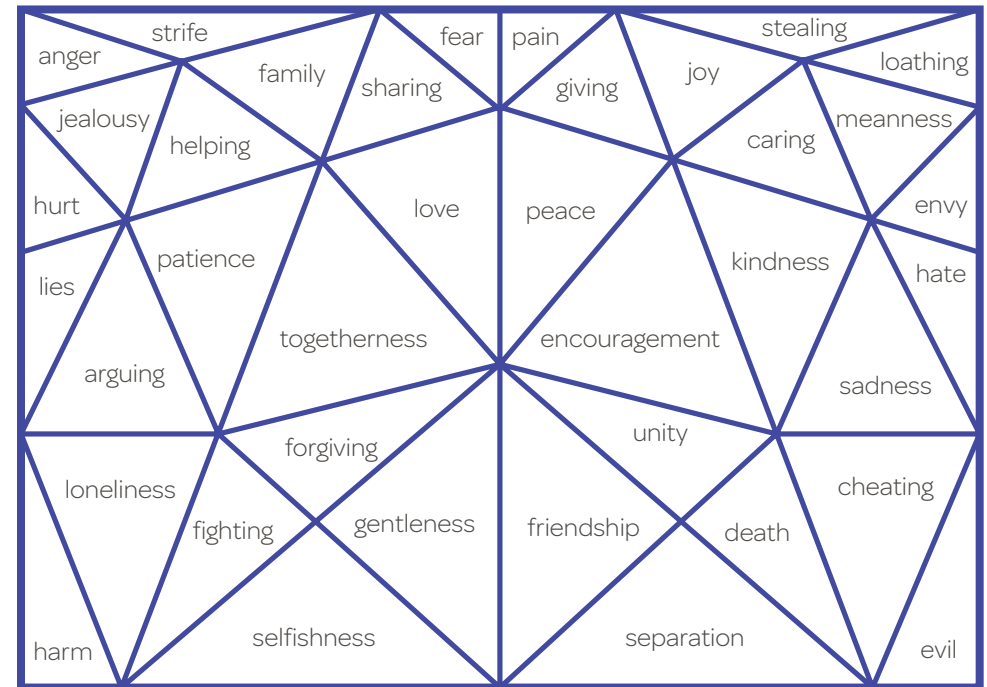 stealing
strife
fear
pain
anger
loathing
family
joy
sharing
giving
jealousy
meanness
helping
caring
hurt
envy
love
peace
patience
kindness
lies
hate
togetherness
encouragement
arguing
sadness
unity
forgiving
loneliness
cheating
fighting
gentleness
friendship
death
selfishness
separation
harm
evil